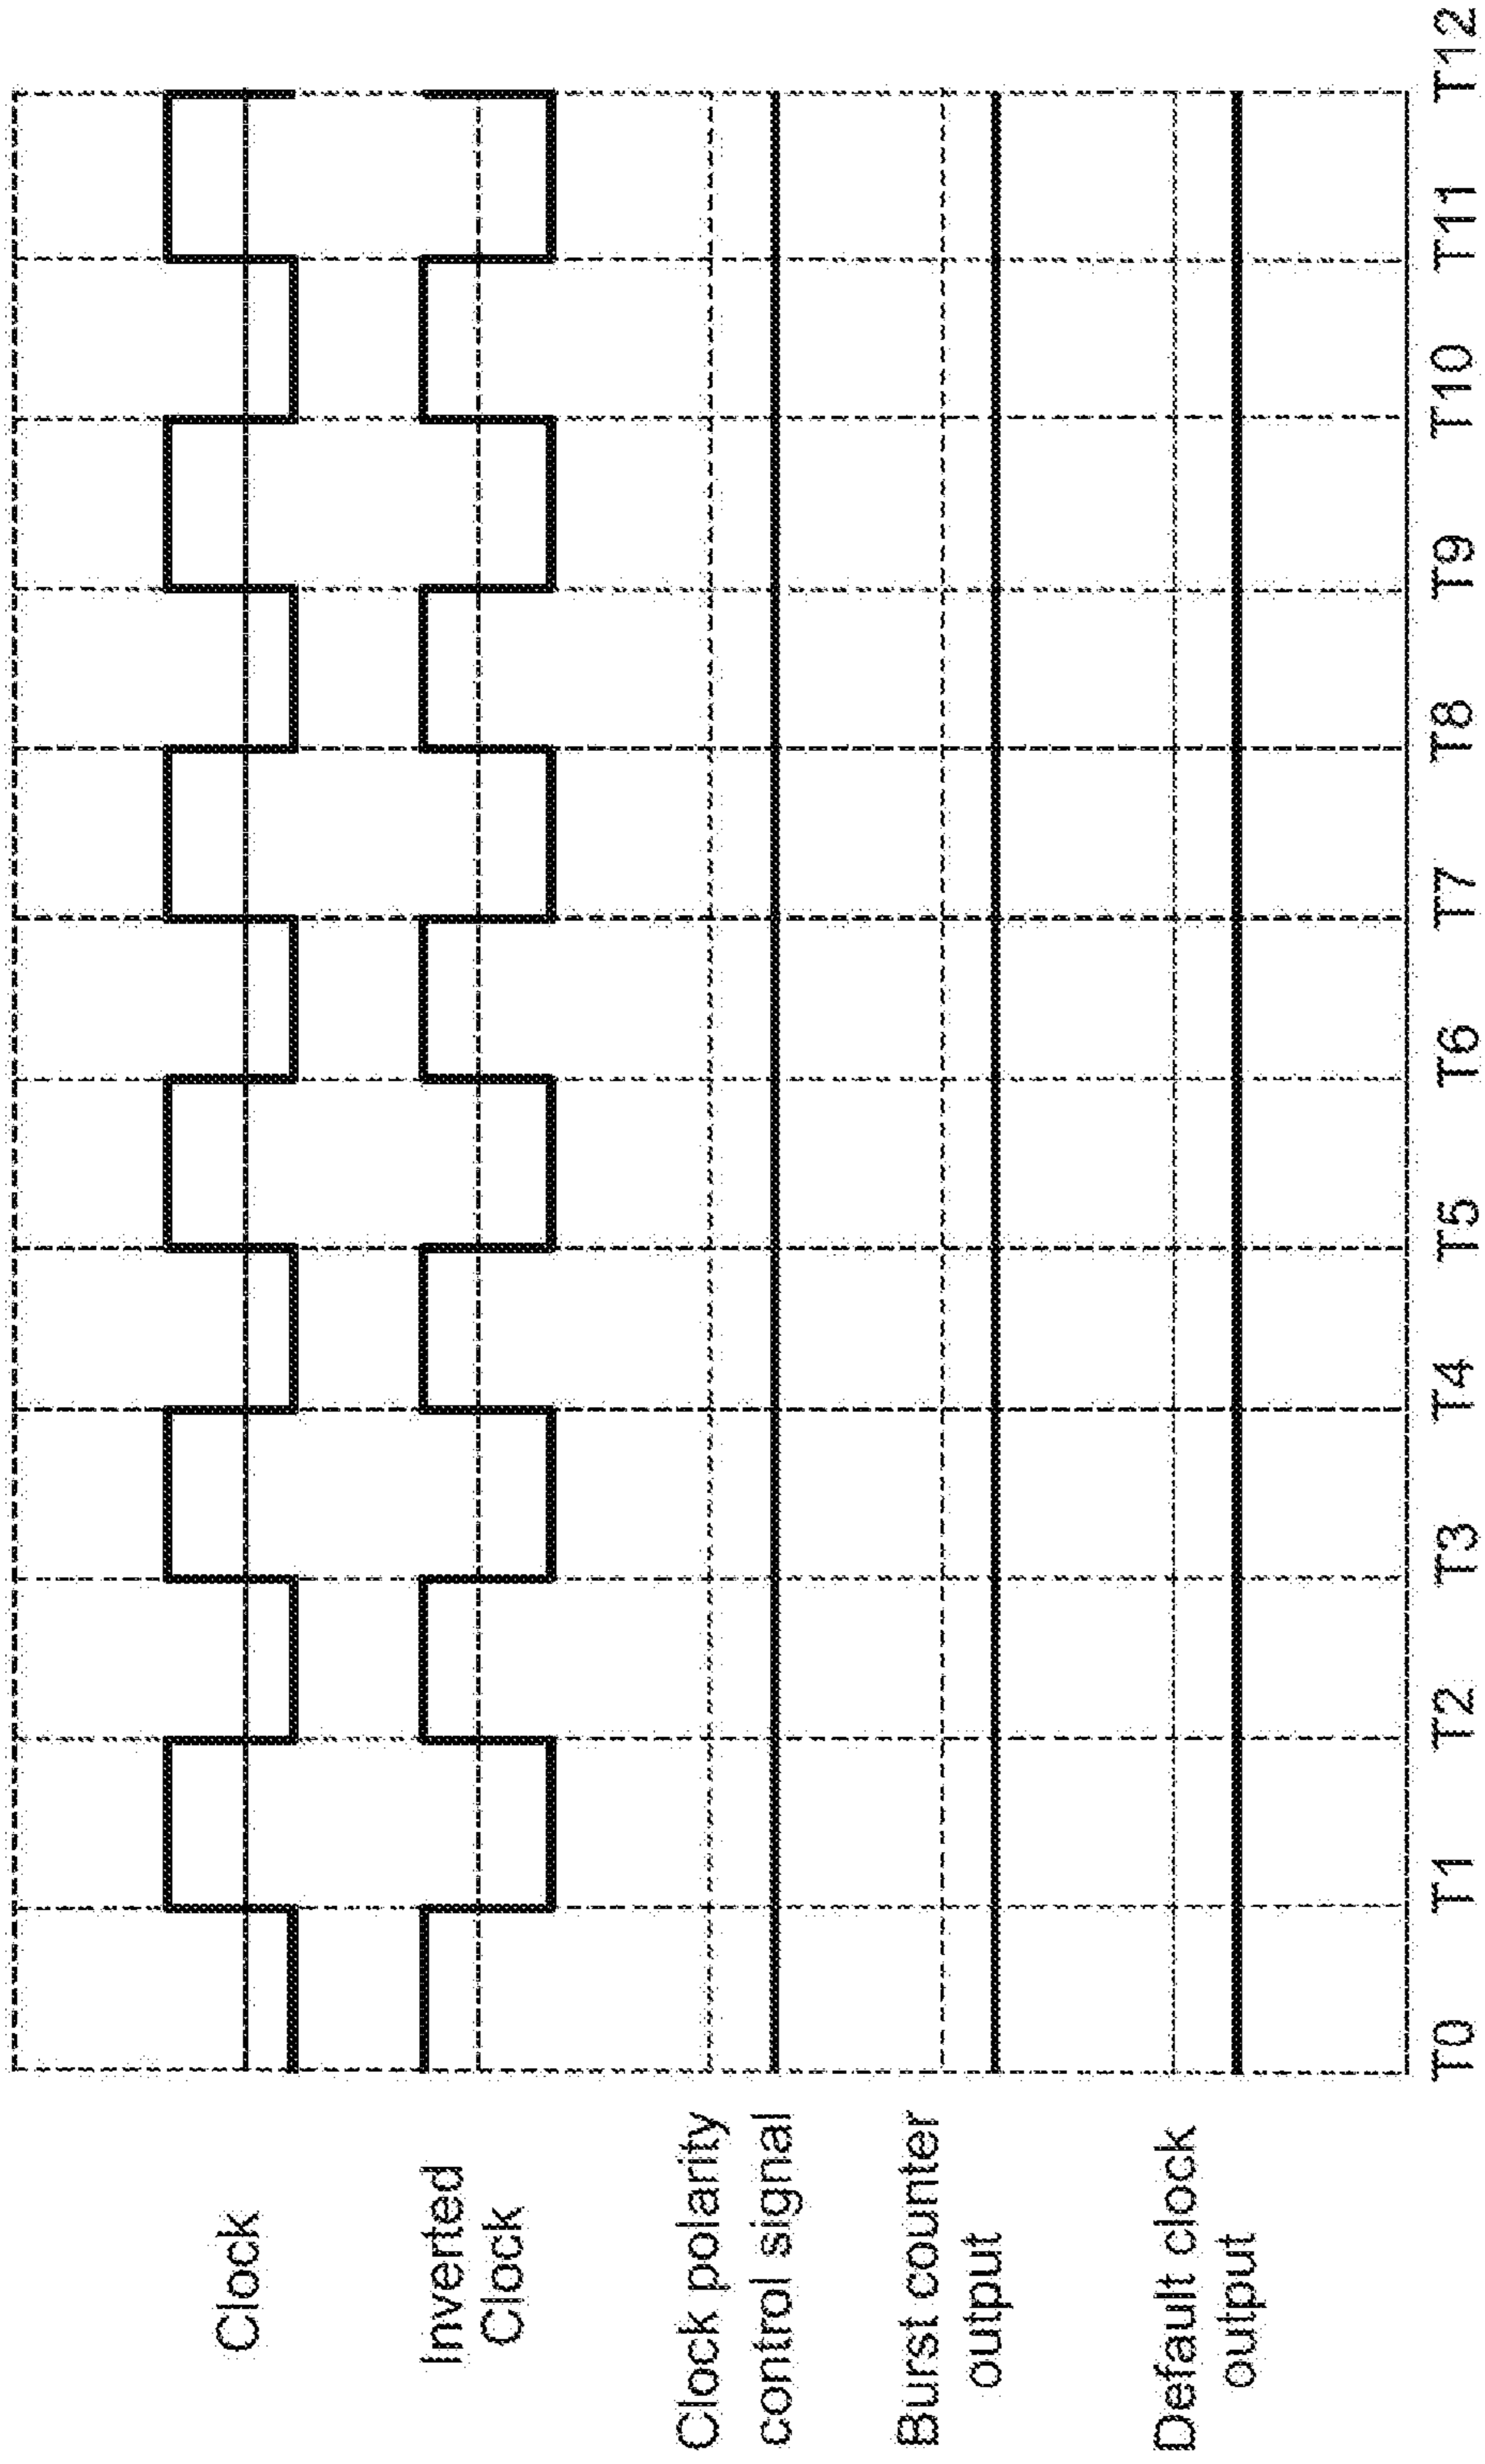 Clock
Inverted
Clock
Clock polarity
control signal
Burst counter
output
Default clock
output
T0 T1 T2 T3 T4 T5 T6 T7 T8 T9 T10 T11 T12